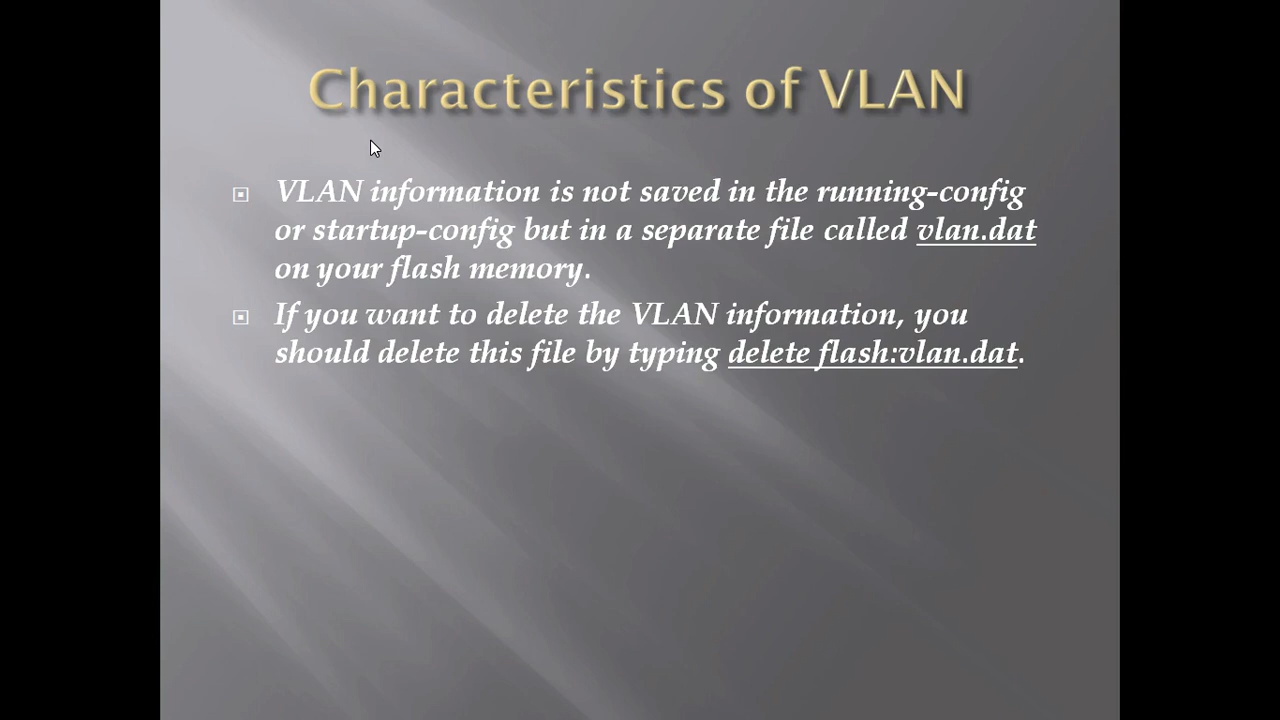 Characteristics of VLAN
VLAN information is not saved in the running-config
or startup-config but in a separate file called vlan.dat
on your flash memory.
If you want to delete the VLAN information, you
should delete this file by typing delete flash:vlan.dat.